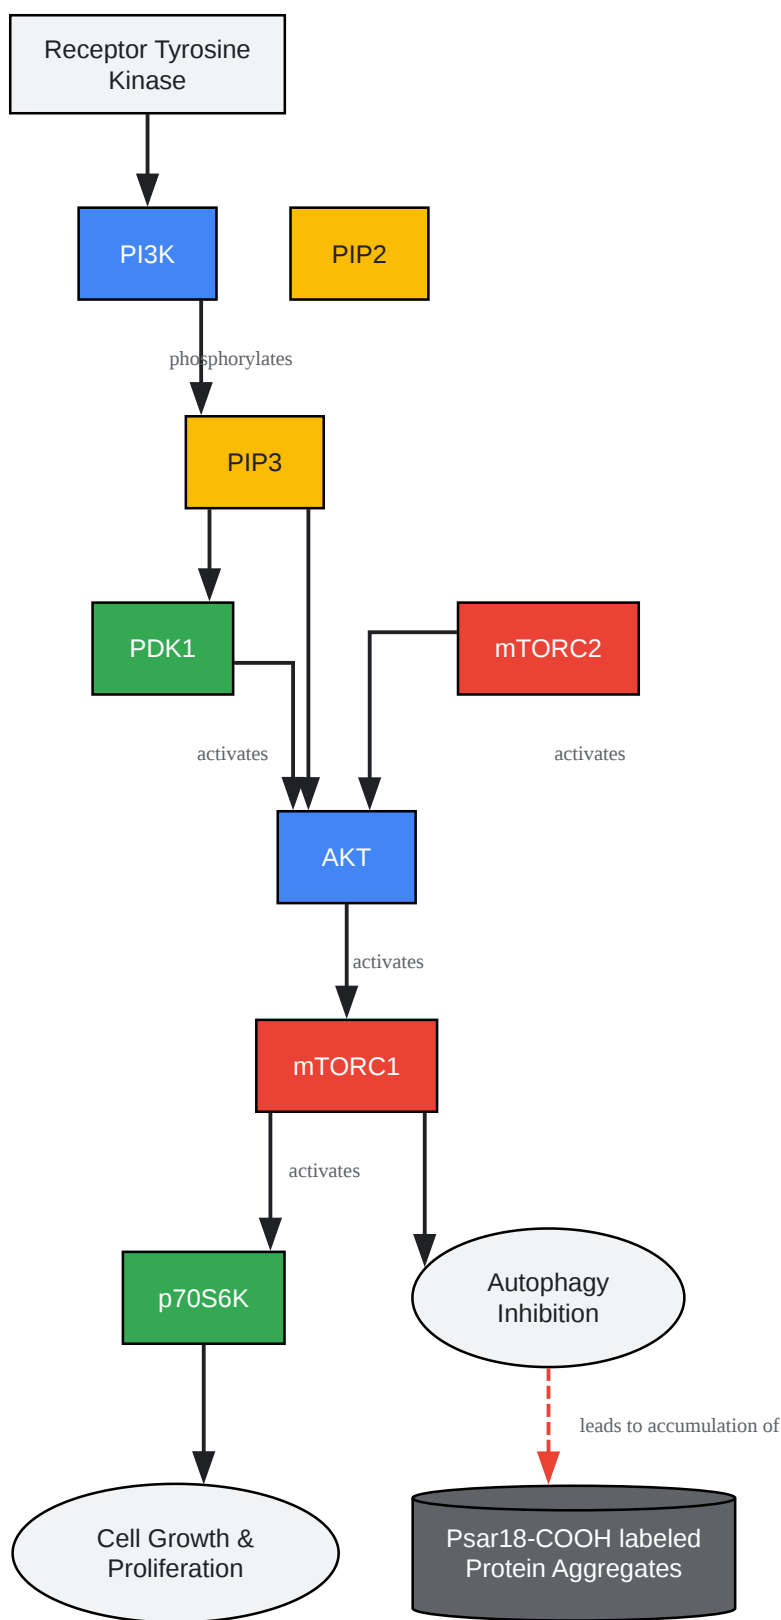 Receptor Tyrosine
Kinase
PI3K
PIP2
phosphorylates
PIP3
PDK1
mTORC2
activates
activates
AKT
activates
mTORC1
activates
Autophagy
Inhibition
p70S6K
leads to accumulation of
Cell Growth &
Proliferation
Psar18-COOH labeled
Protein Aggregates